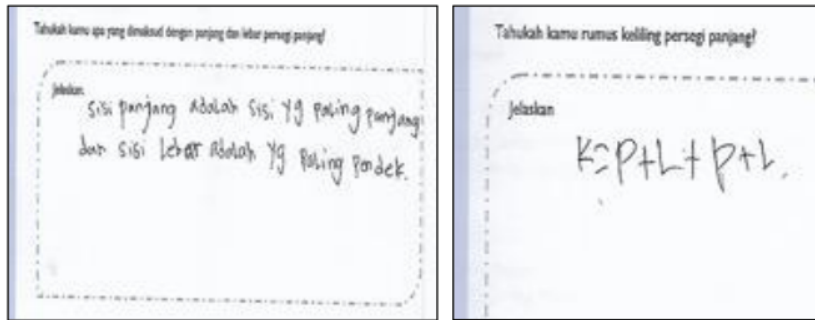 Tahukah kamu apa yang dimaksud dengan panjang dan lebar persegi panjang?
Jelaskan
sisi panjang adalah sisi yg paling panjang
dan sisi lebar adalah yg paling pendek.
Tahukah kamu rumus keliling persegi panjang?
Jelaskan
K=P+L+P+L.